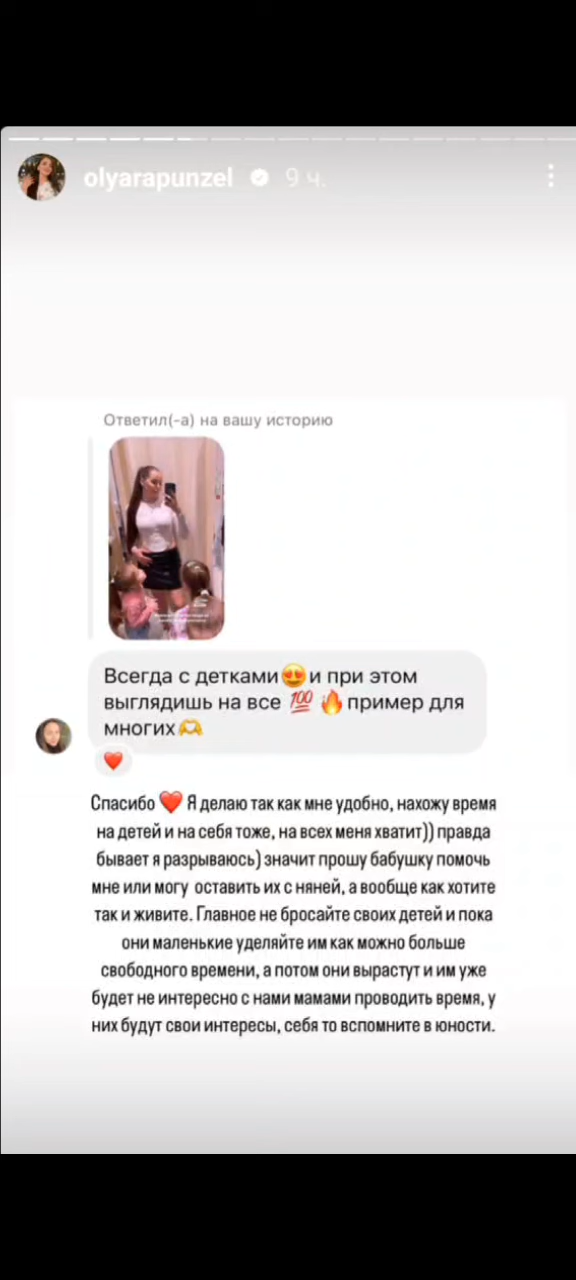 olyarapunzel 9 ч.
Ответил(-а) на вашу историю
Всегда с детками😍и при этом
выглядишь на все 💯 🔥пример для
многих🫶
Спасибо ❤️ Я делаю так как мне удобно, нахожу время
на детей и на себя тоже, на всех меня хватит)) правда
бывает я разрываюсь) значит прошу бабушку помочь
мне или могу оставить их с няней, а вообще как хотите
так и живите. Главное не бросайте своих детей и пока
они маленькие уделяйте им как можно больше
свободного времени, а потом они вырастут и им уже
будет не интересно с нами мамами проводить время, у
них будут свои интересы, себя то вспомните в юности.